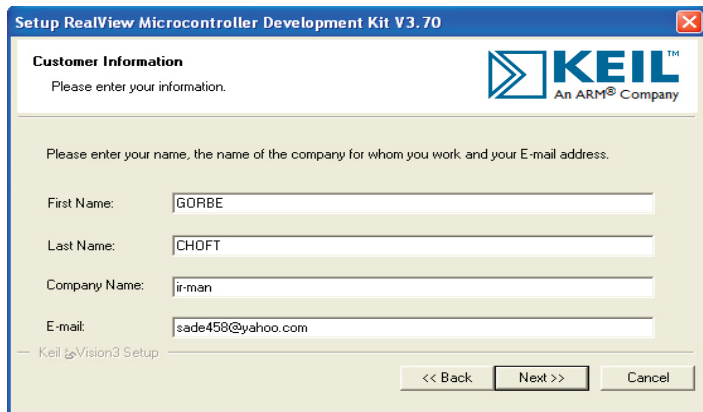 Setup RealView Microcontroller Development Kit V3.70
Customer Information
Please enter your information.
KEIL™
An ARM® Company
Please enter your name, the name of the company for whom you work and your E-mail address.
First Name: GORBE
Last Name: CHOFT
Company Name: ir-man
E-mail: sade458@yahoo.com
Keil Vision3 Setup
<< Back Next >> Cancel